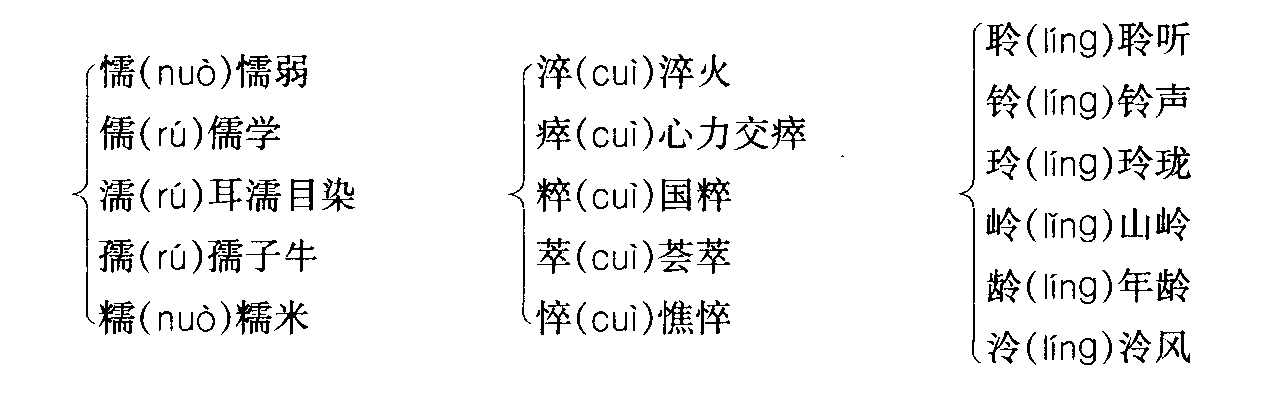 懦(nuò)懦弱
儒(rú)儒学
濡(rú)耳濡目染
孺(rú)孺子牛
糯(nuò)糯米
淬(cuì)淬火
瘁(cuì)心力交瘁
粹(cuì)国粹
萃(cuì)荟萃
悴(cuì)憔悴
聆(líng)聆听
铃(líng)铃声
玲(líng)玲珑
岭(lǐng)山岭
龄(líng)年龄
泠(líng)泠风